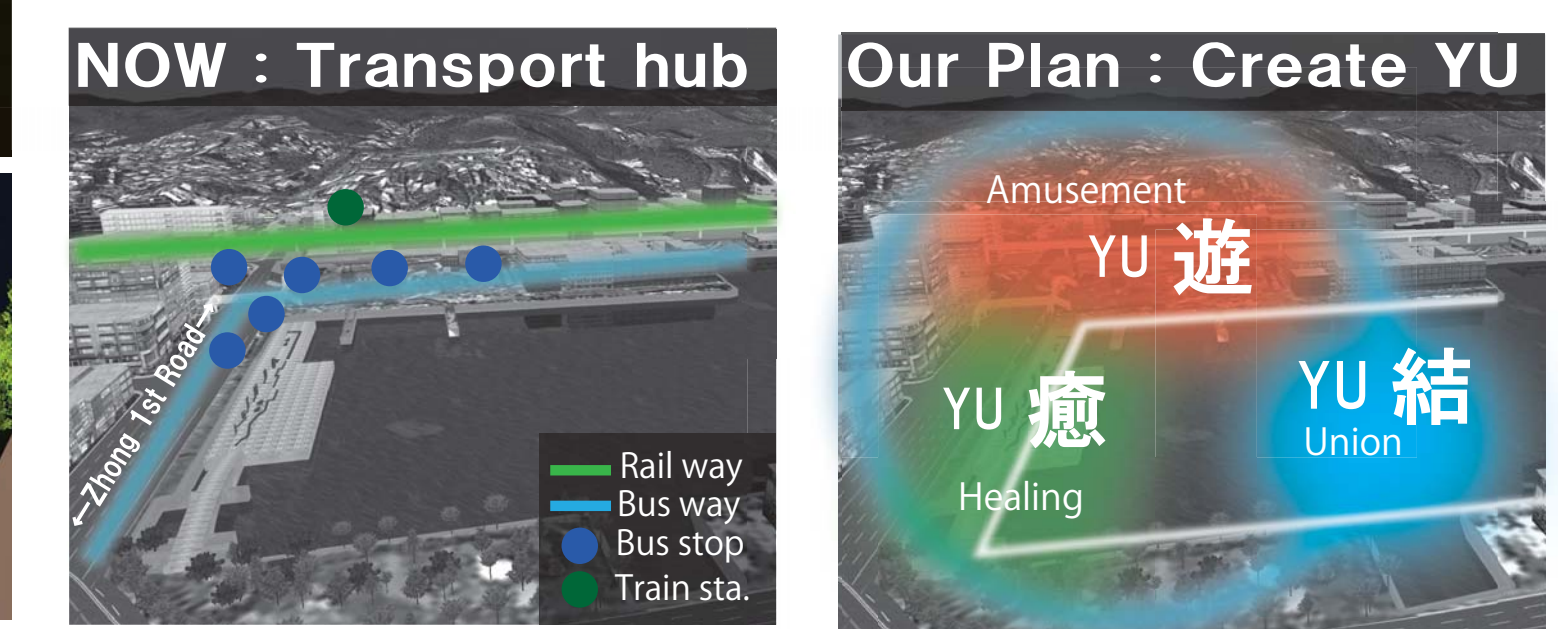 NOW : Transport hub
←Zhong 1st Road→
Rail way
Bus way
Bus stop
Train sta.
Our Plan : Create YU
Amusement
YU 遊
YU 癒
Healing
YU 結
Union